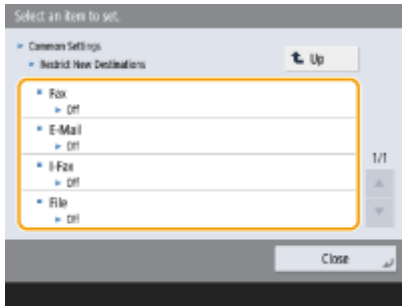 Select an item to set.
Common Settings
Restrict New Destinations
Up
Fax
Off
E-Mail
Off
I-Fax
Off
File
Off
1/1
Close